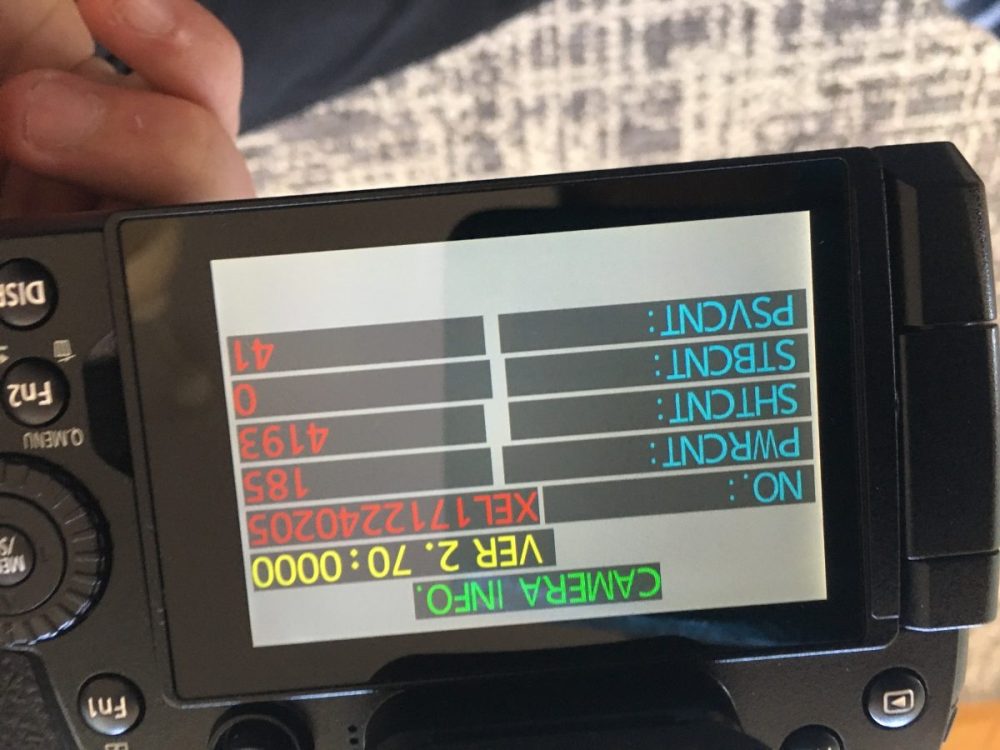 CAMERA INFO.
VER 2.70:0000
NO.: XEL1712240205
PWRCNT: 185
SHTCNT: 4193
STBCNT: 0
PSVCNT: 41
Fn1
Q.MENU
Fn2